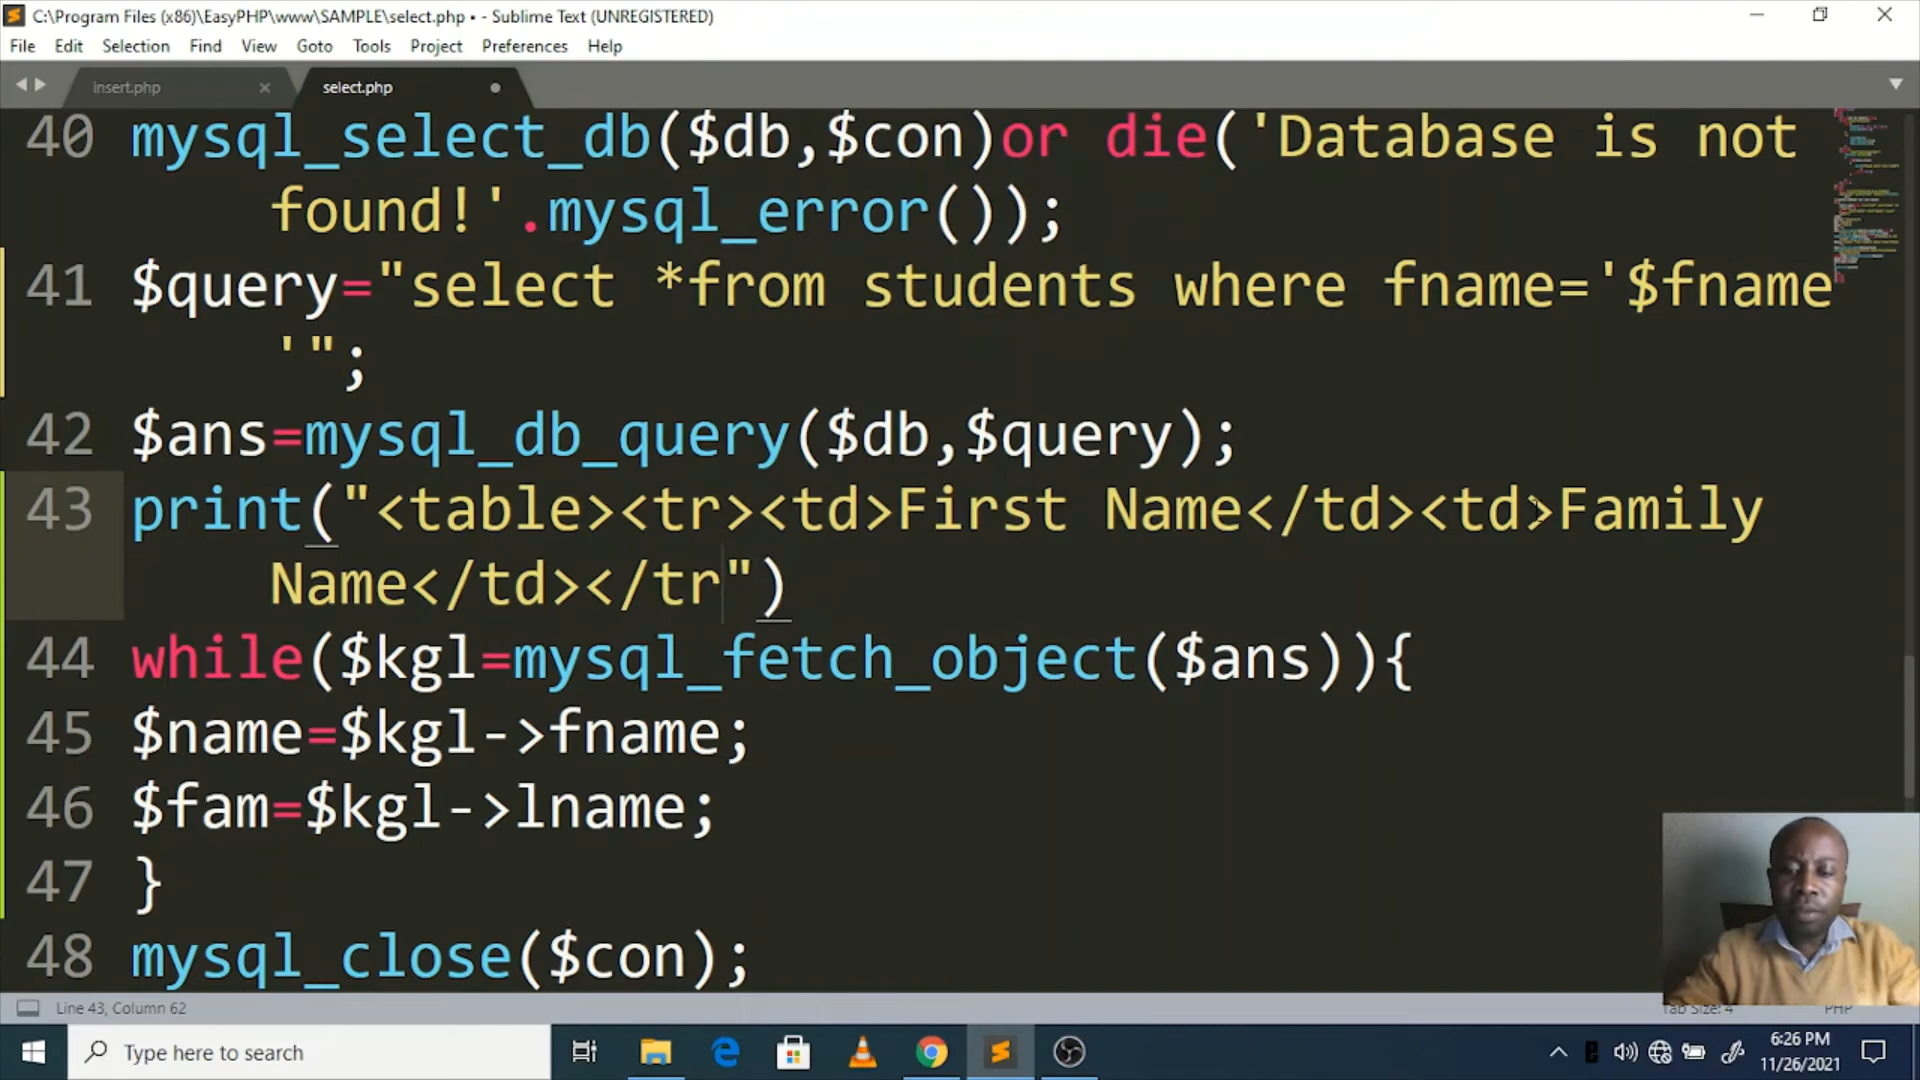 C:\Program Files (x86)\EasyPHP\www\SAMPLE\select.php • - Sublime Text (UNREGISTERED)
File Edit Selection Find View Goto Tools Project Preferences Help
insert.php × select.php
40 mysql_select_db($db,$con)or die('Database is not
found!'.mysql_error());
41 $query="select *from students where fname='$fname
'";
42 $ans=mysql_db_query($db,$query);
43 print("<table><tr><td>First Name</td><td>Family
Name</td></tr")
44 while($kgl=mysql_fetch_object($ans)){
45 $name=$kgl->fname;
46 $fam=$kgl->lname;
47 }
48 mysql_close($con);
Line 43, Column 62
Tab Size: 4 PHP
Type here to search
6:26 PM
11/26/2021